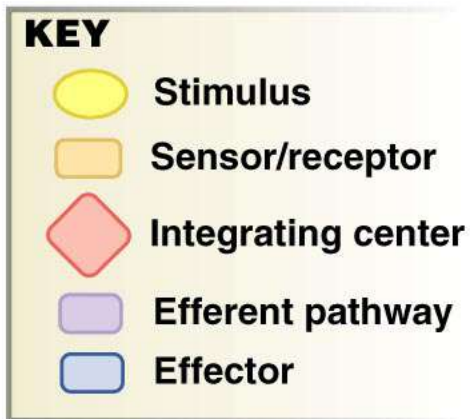 KEY
Stimulus
Sensor/receptor
Integrating center
Efferent pathway
Effector